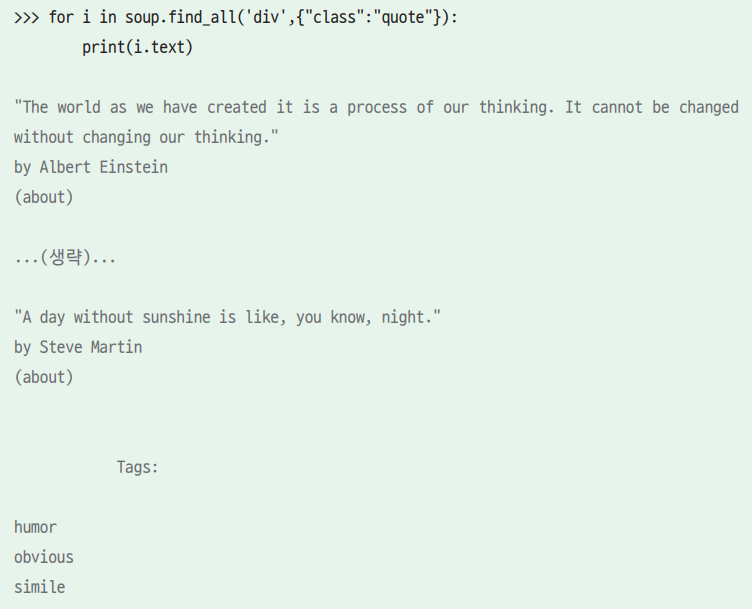 >>> for i in soup.find_all('div',{"class":"quote"}):
        print(i.text)

"The world as we have created it is a process of our thinking. It cannot be changed
without changing our thinking."
by Albert Einstein
(about)

...(생략)...

"A day without sunshine is like, you know, night."
by Steve Martin
(about)

            Tags:

humor
obvious
simile